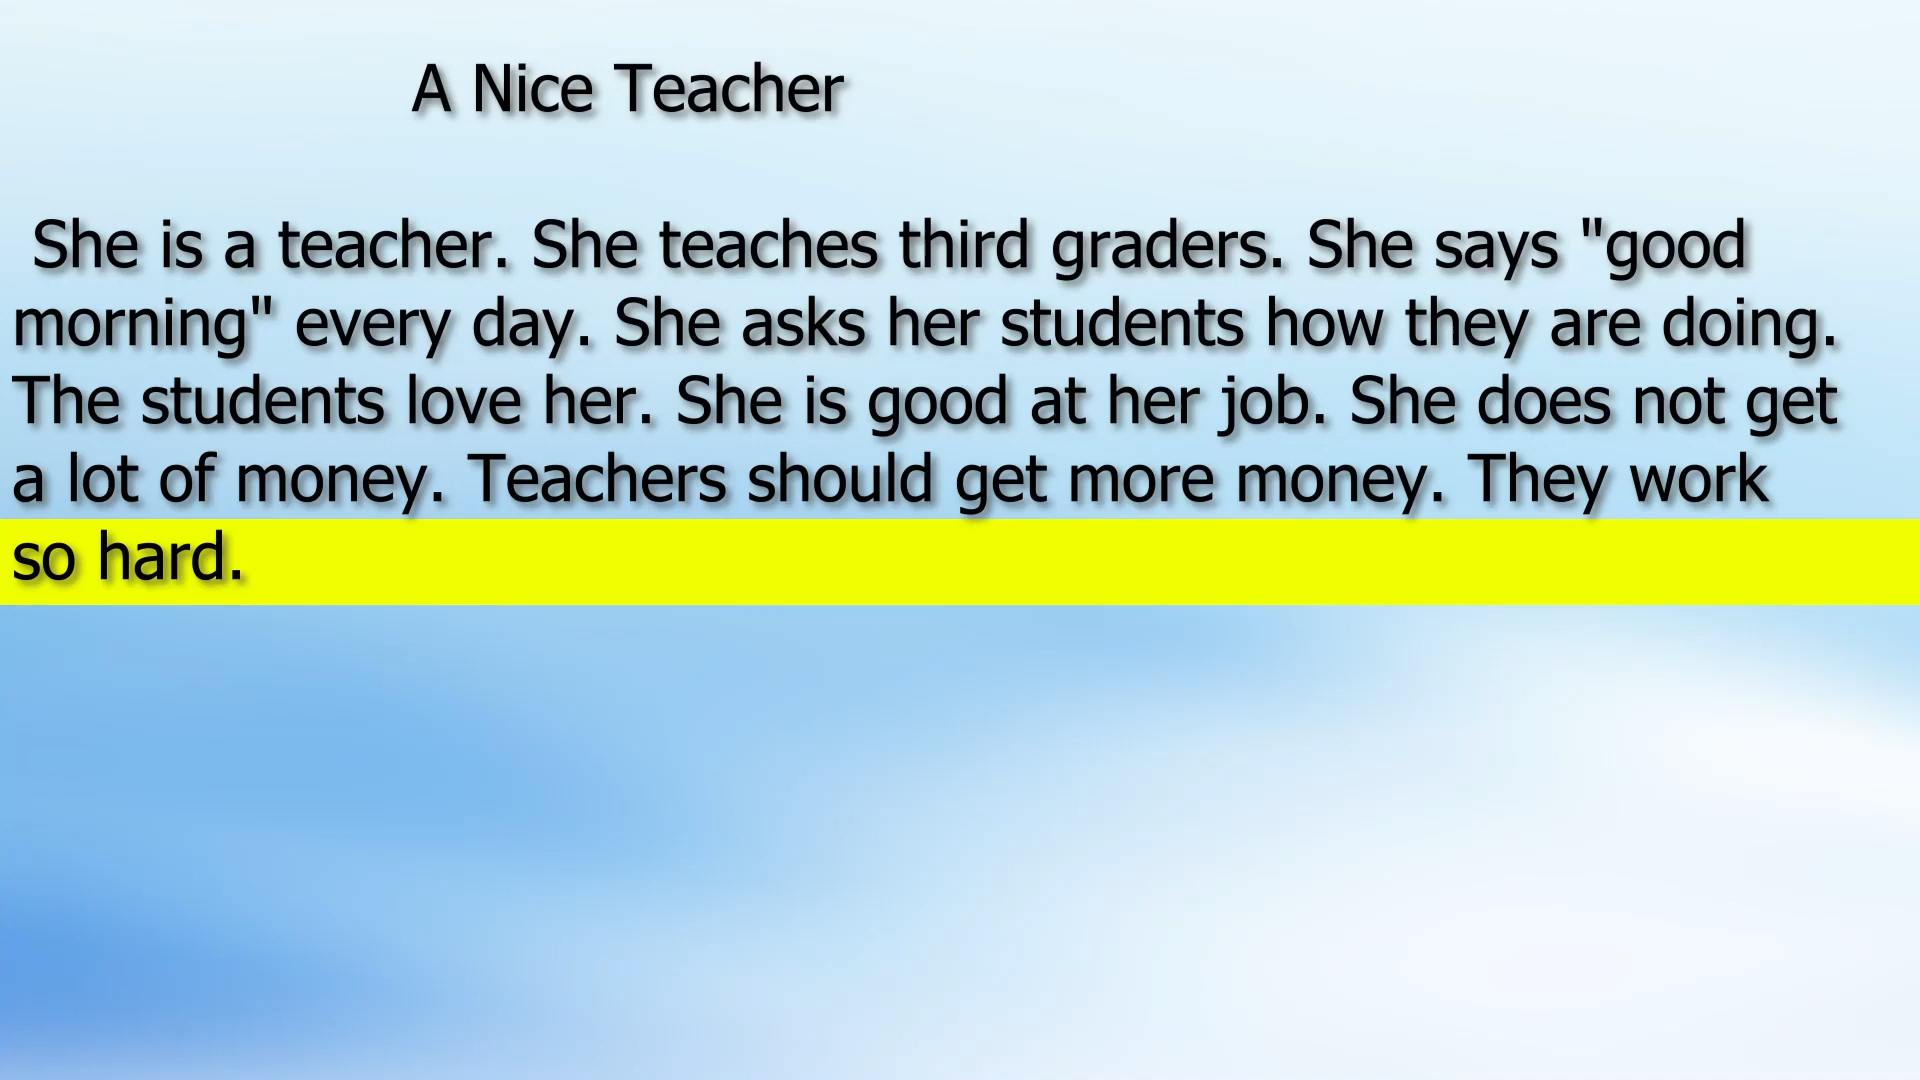 A Nice Teacher
She is a teacher. She teaches third graders. She says "good
morning" every day. She asks her students how they are doing.
The students love her. She is good at her job. She does not get
a lot of money. Teachers should get more money. They work
so hard.